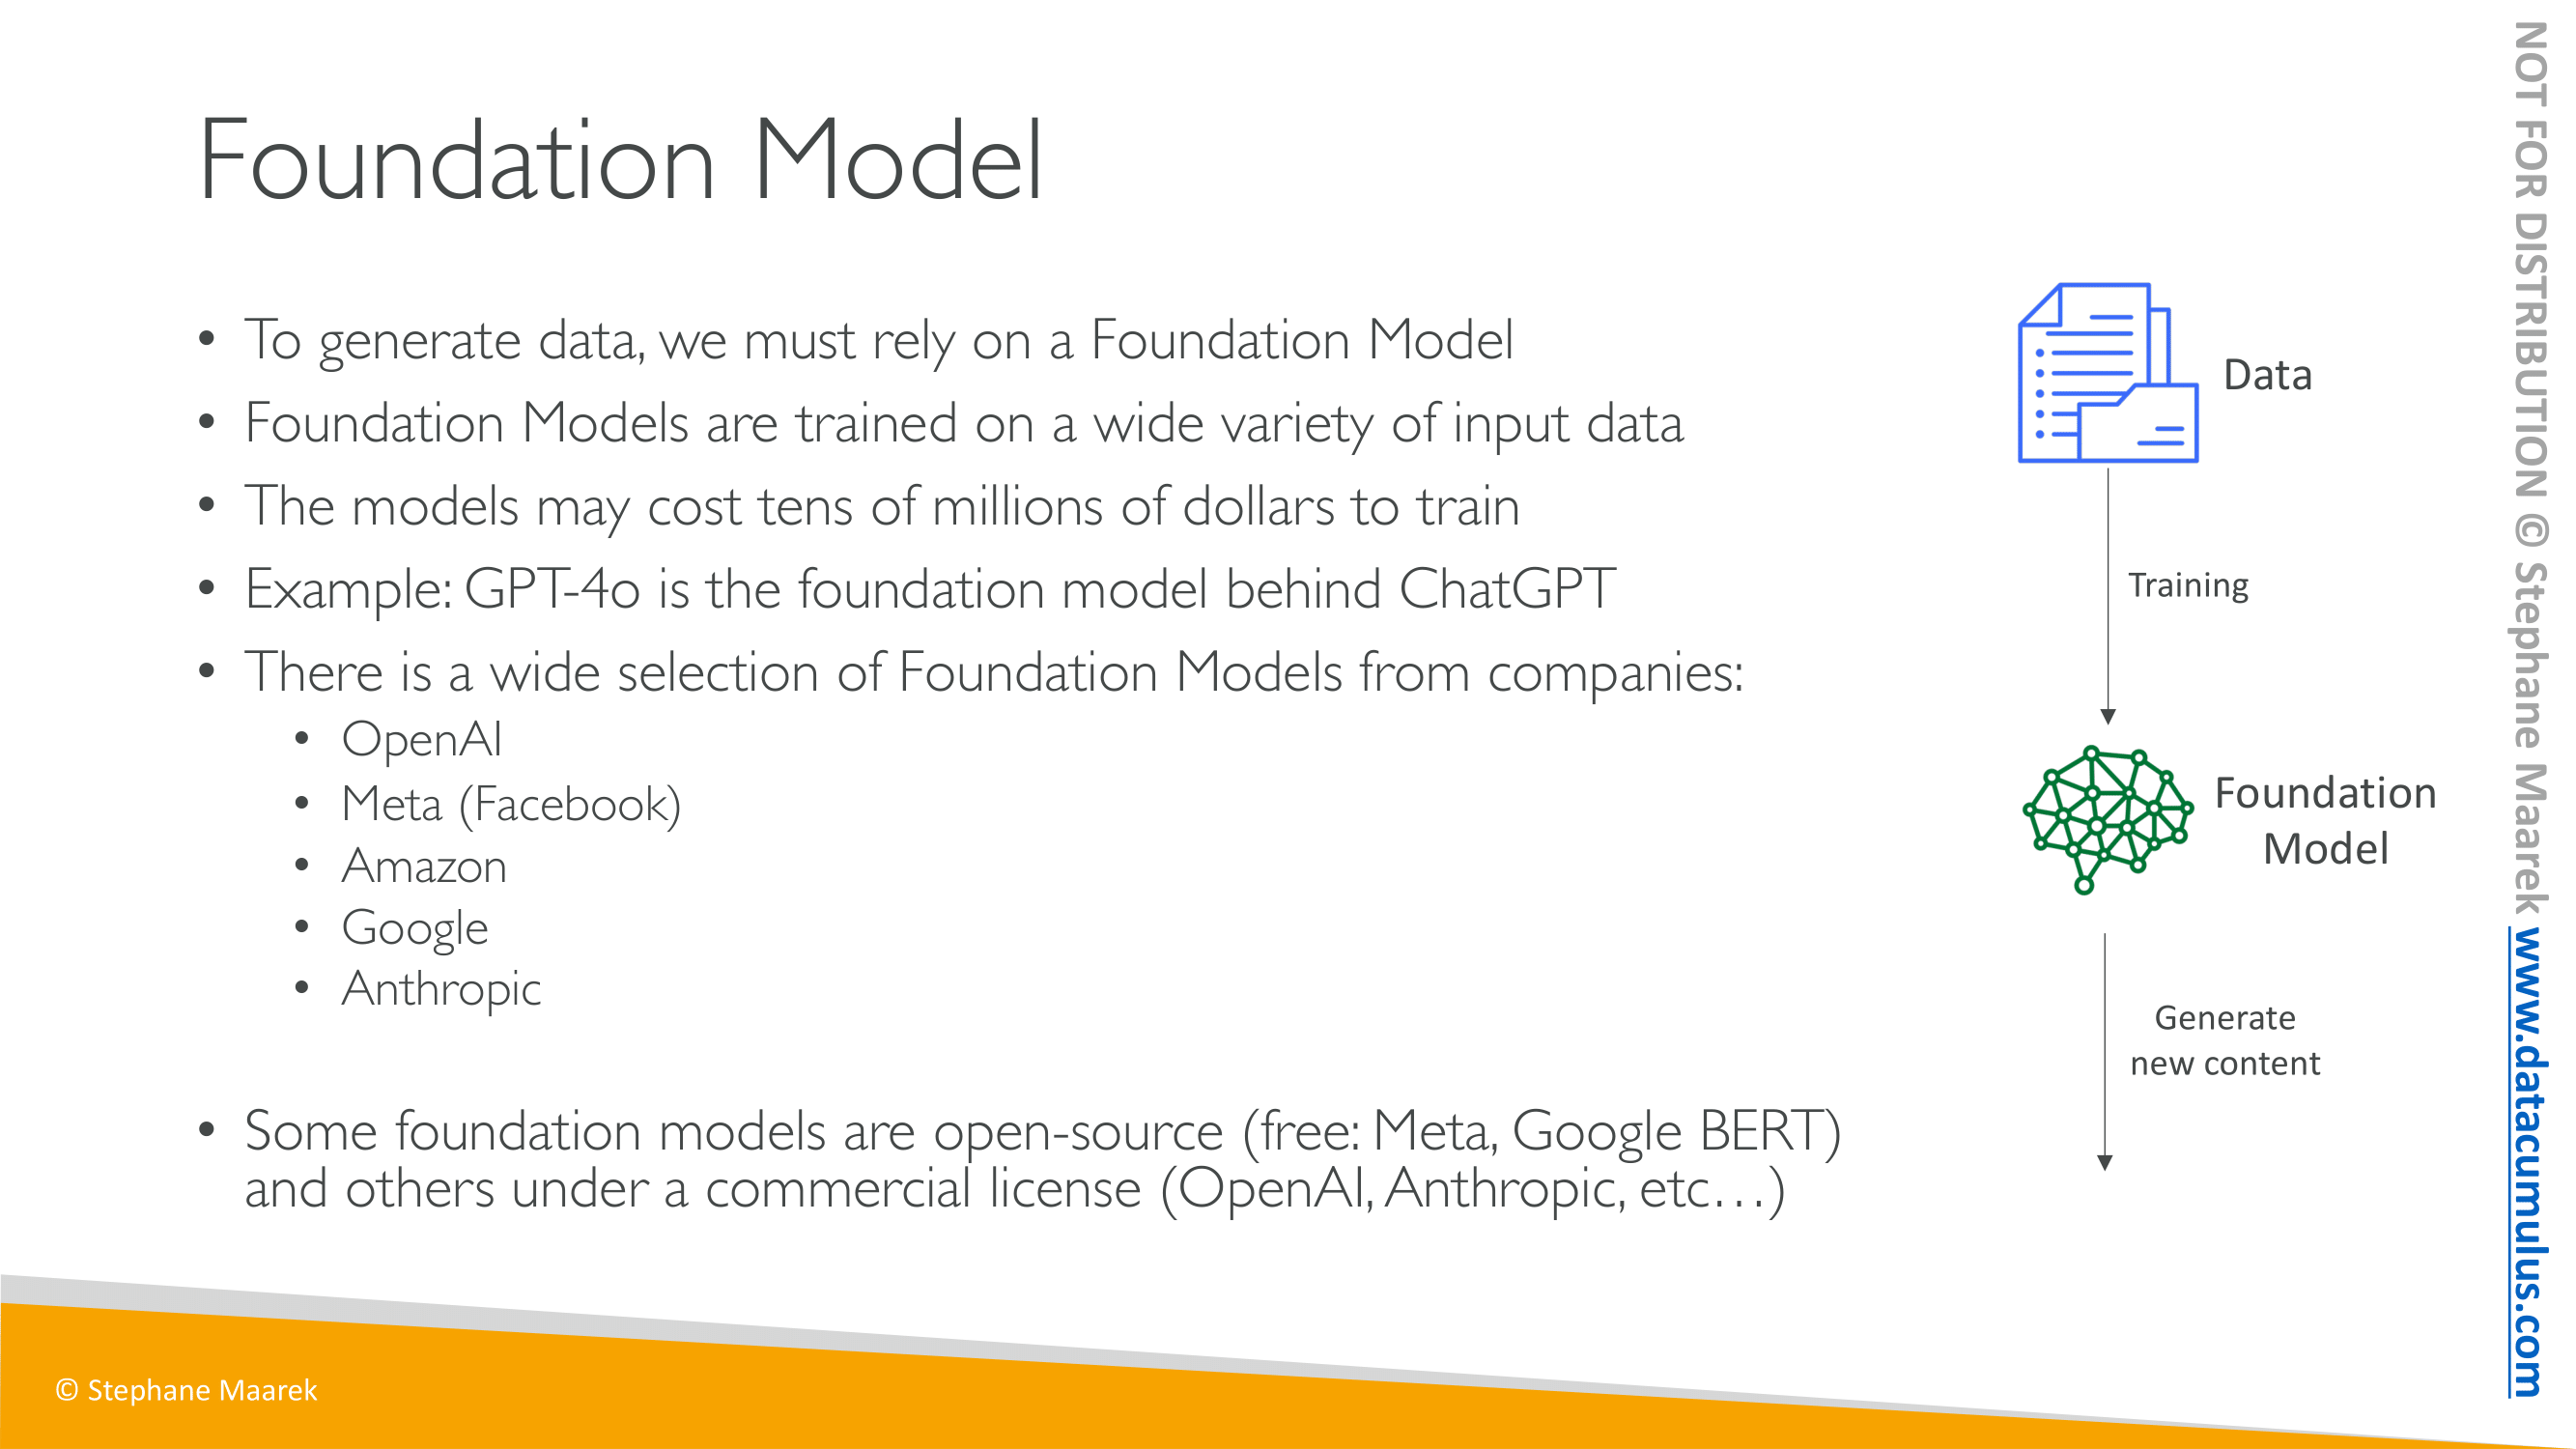 Foundation Model
• To generate data, we must rely on a Foundation Model
• Foundation Models are trained on a wide variety of input data
• The models may cost tens of millions of dollars to train
• Example: GPT-4o is the foundation model behind ChatGPT
• There is a wide selection of Foundation Models from companies:
• OpenAI
• Meta (Facebook)
• Amazon
• Google
• Anthropic
• Some foundation models are open-source (free: Meta, Google BERT)
and others under a commercial license (OpenAI, Anthropic, etc…)
Data
Training
Foundation
Model
Generate
new content
© Stephane Maarek
NOT FOR DISTRIBUTION © Stephane Maarek www.datacumulus.com